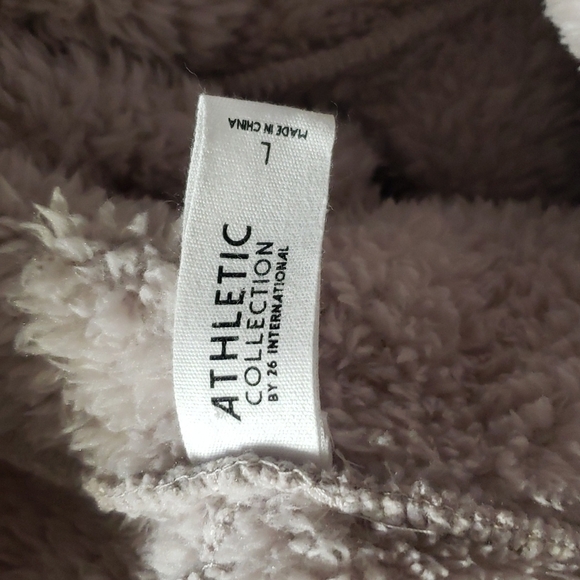 ATHLETIC
COLLECTION
BY 26 INTERNATIONAL
L
MADE IN CHINA